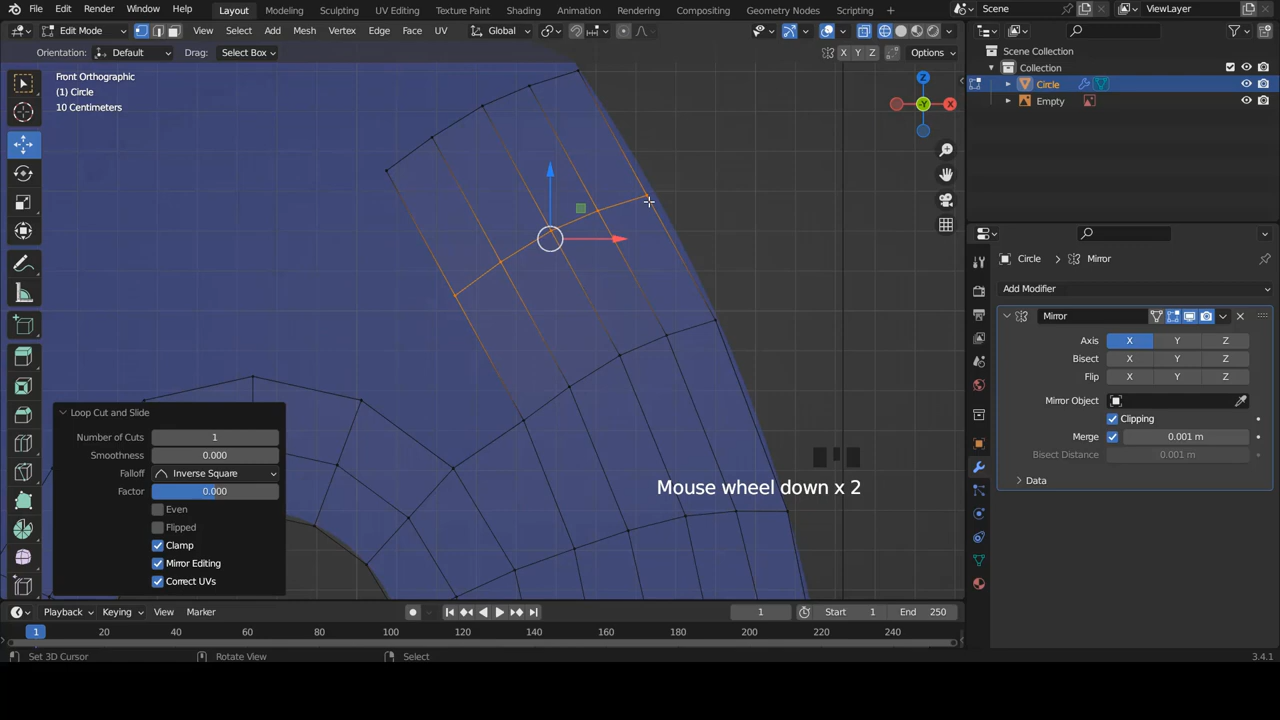 File Edit Render Window Help Layout Modeling Sculpting UV Editing Texture Paint Shading Animation Rendering Compositing Geometry Nodes Scripting Scene ViewLayer
Edit Mode View Select Add Mesh Vertex Edge Face UV Global
Orientation: Default Drag: Select Box X Y Z Options
Front Orthographic
(1) Circle
10 Centimeters
Z
Y
X
Scene Collection
Collection
Circle
Empty
Circle > Mirror
Add Modifier
Mirror
Axis X Y Z
Bisect X Y Z
Flip X Y Z
Mirror Object
Clipping
Merge 0.001 m
Bisect Distance 0.001 m
Data
Loop Cut and Slide
Number of Cuts 1
Smoothness 0.000
Falloff Inverse Square
Factor 0.000
Even
Flipped
Clamp
Mirror Editing
Correct UVs
Mouse wheel down x 2
Playback Keying View Marker 1 Start 1 End 250
1 20 40 60 80 100 120 140 160 180 200 220 240
Set 3D Cursor Rotate View Select 3.4.1